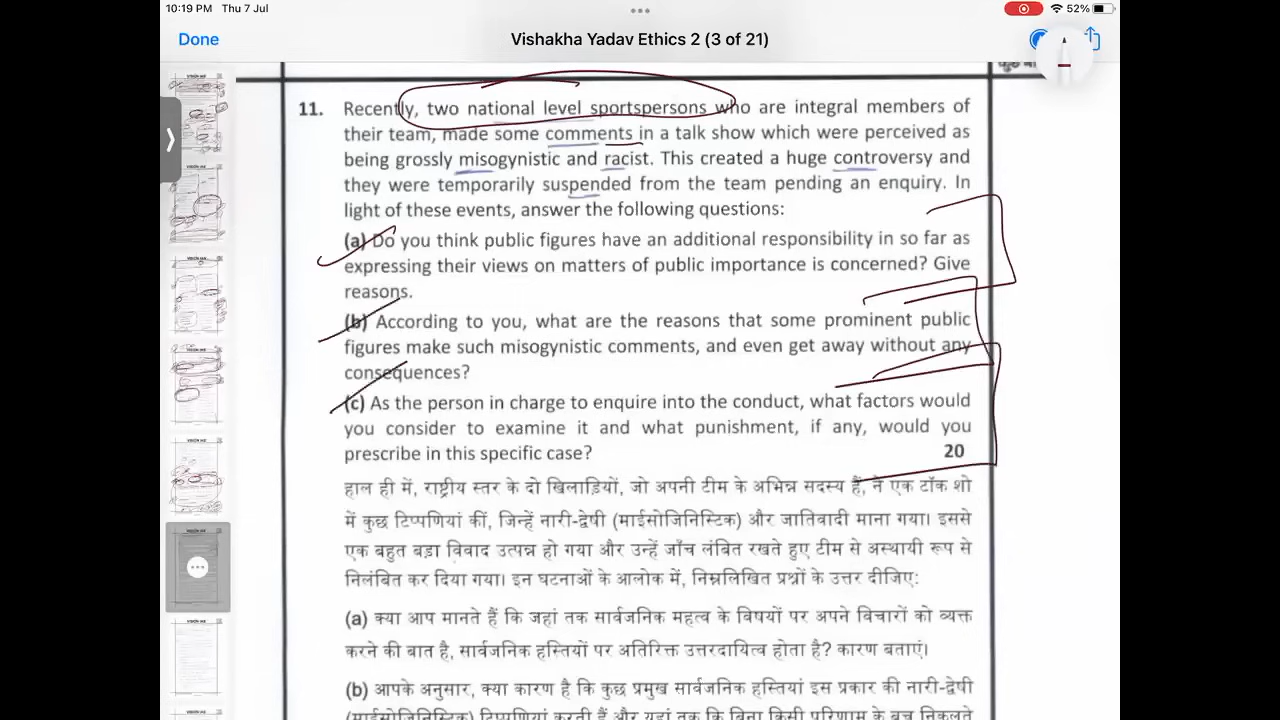 10:19 PM Thu 7 Jul
52%
Done
Vishakha Yadav Ethics 2 (3 of 21)
11. Recently, two national level sportspersons who are integral members of
their team, made some comments in a talk show which were perceived as
being grossly misogynistic and racist. This created a huge controversy and
they were temporarily suspended from the team pending an enquiry. In
light of these events, answer the following questions:
(a) Do you think public figures have an additional responsibility in so far as
expressing their views on matters of public importance is concerned? Give
reasons.
(b) According to you, what are the reasons that some prominent public
figures make such misogynistic comments, and even get away without any
consequences?
(c) As the person in charge to enquire into the conduct, what factors would
you consider to examine it and what punishment, if any, would you
prescribe in this specific case?
20
हाल ही में, राष्ट्रीय स्तर के दो खिलाड़ियों, जो अपनी टीम के अभिन्न सदस्य हैं, ने एक टॉक शो
में कुछ टिप्पणियां कीं, जिन्हें नारी-द्वेषी (माईसोजिनिस्टिक) और जातिवादी माना गया। इससे
एक बहुत बड़ा विवाद उत्पन्न हो गया और उन्हें जाँच लंबित रखते हुए टीम से अस्थायी रूप से
निलंबित कर दिया गया। इन घटनाओं के आलोक में, निम्नलिखित प्रश्नों के उत्तर दीजिए:
(a) क्या आप मानते हैं कि जहां तक सार्वजनिक महत्व के विषयों पर अपने विचारों को व्यक्त
करने की बात है, सार्वजनिक हस्तियों पर अतिरिक्त उत्तरदायित्व होता है? कारण बताएं।
(b) आपके अनुसार, क्या कारण है कि कुछ प्रमुख सार्वजनिक हस्तियां इस प्रकार की नारी-द्वेषी
(माईसोजिनिस्टिक) टिप्पणियां करती हैं और यहां तक कि बिना किसी परिणाम के बच निकलते